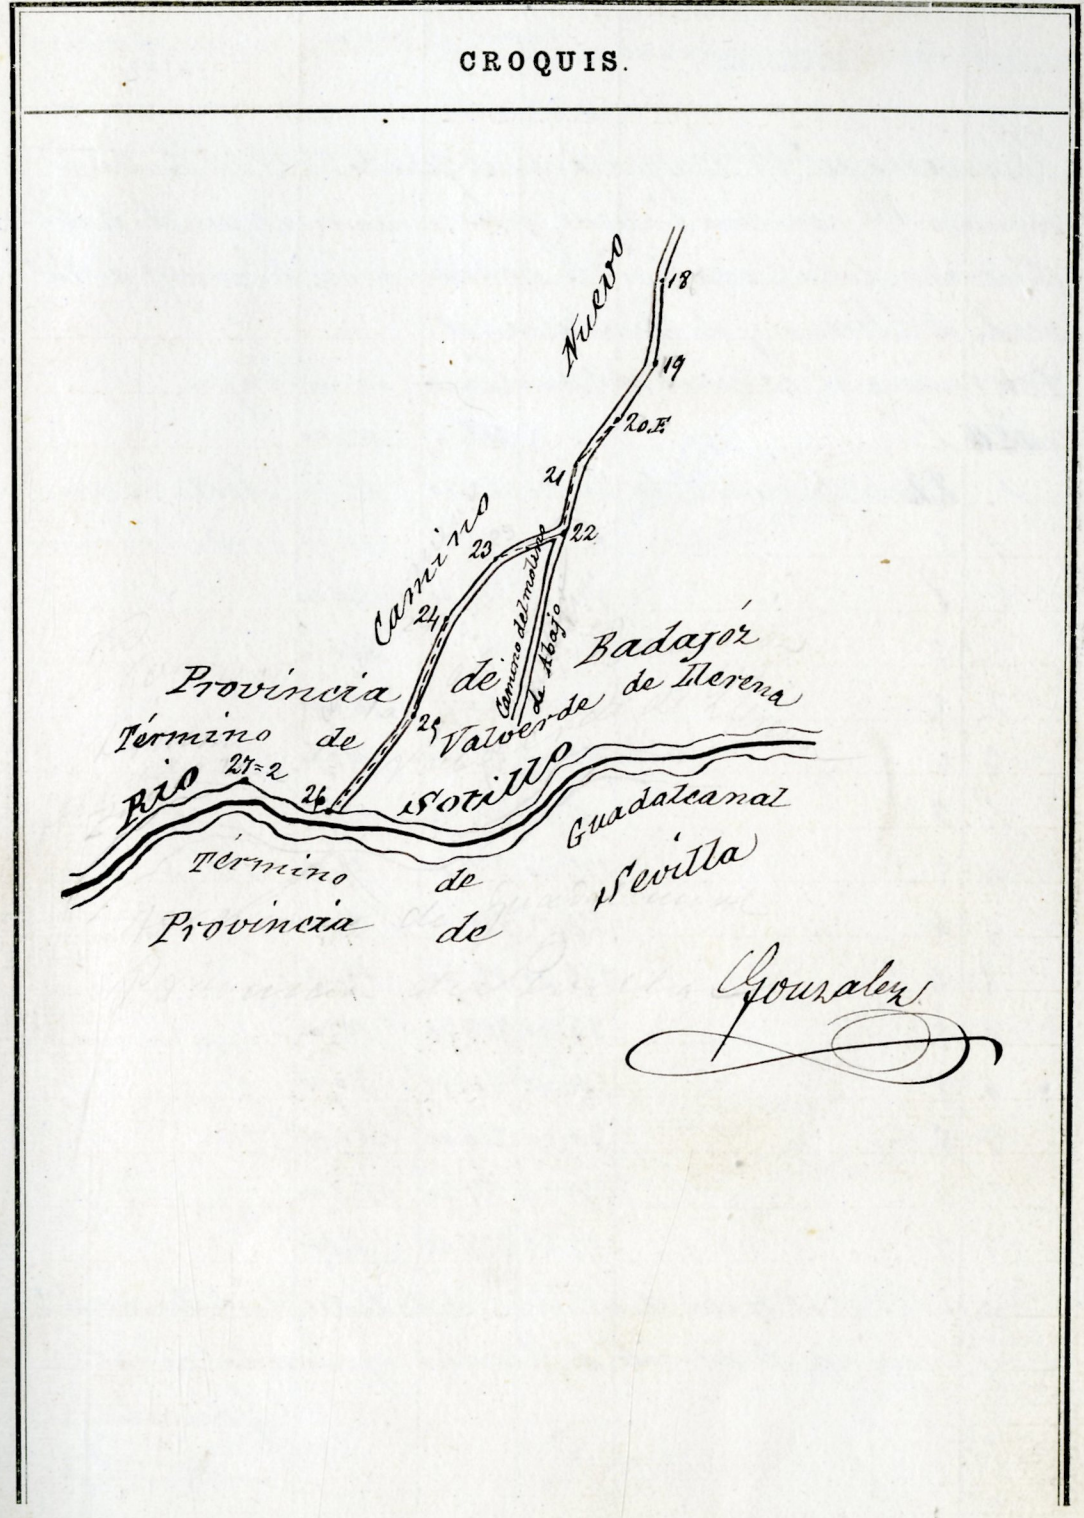 CROQUIS.
Camino Nuevo
18
19
20.E.
21
22
23
24
25
26
27=2
Camino del molino
de Abajo
Provincia de Badajóz
Término de Valverde de Llerena
Rio Sotillo
Término de Guadalcanal
Provincia de Sevilla
Gonzalez